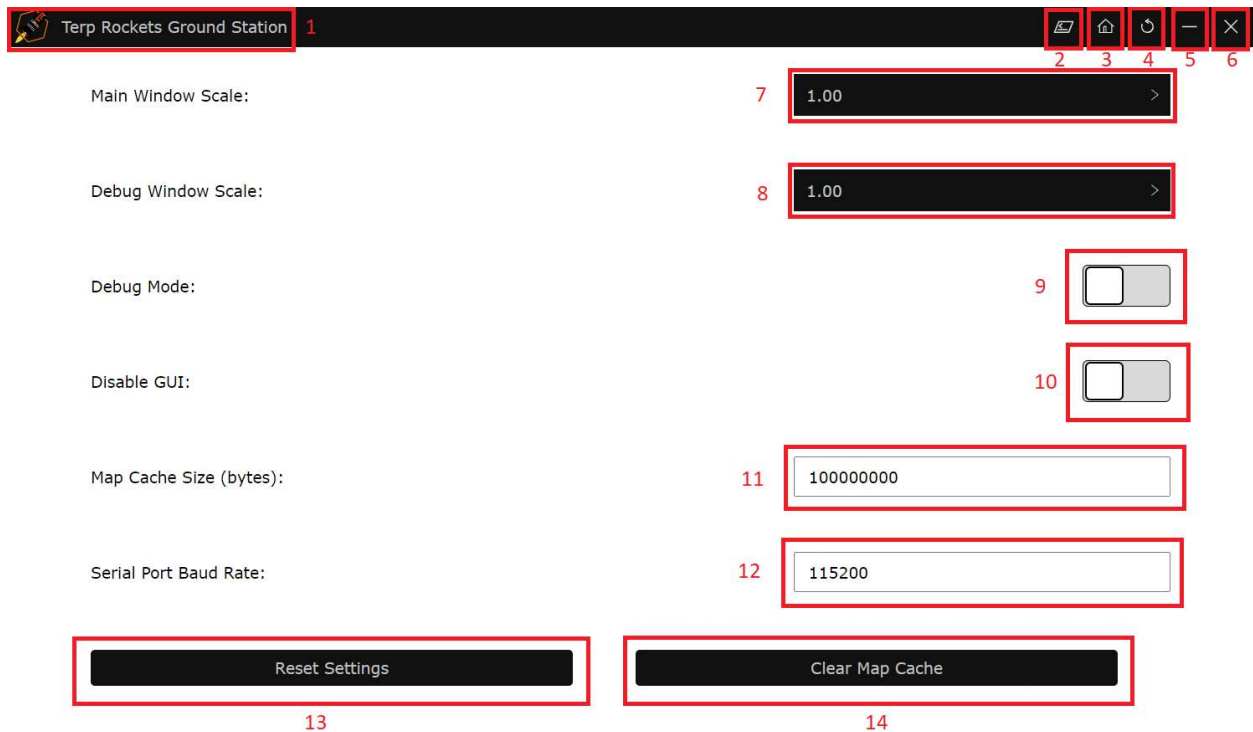 Terp Rockets Ground Station 1
2 3 4 5 6
Main Window Scale: 7 1.00 >
Debug Window Scale: 8 1.00 >
Debug Mode: 9
Disable GUI: 10
Map Cache Size (bytes): 11 100000000
Serial Port Baud Rate: 12 115200
Reset Settings Clear Map Cache
13 14